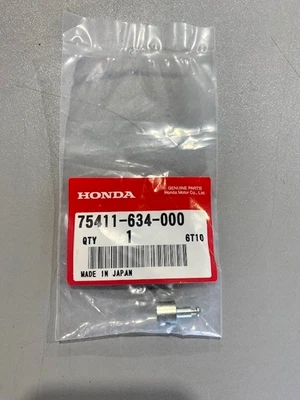 HONDA
GENUINE PARTS
Honda Motor Co., Ltd.
75411-634-000
QTY 1 6T10
MADE IN JAPAN